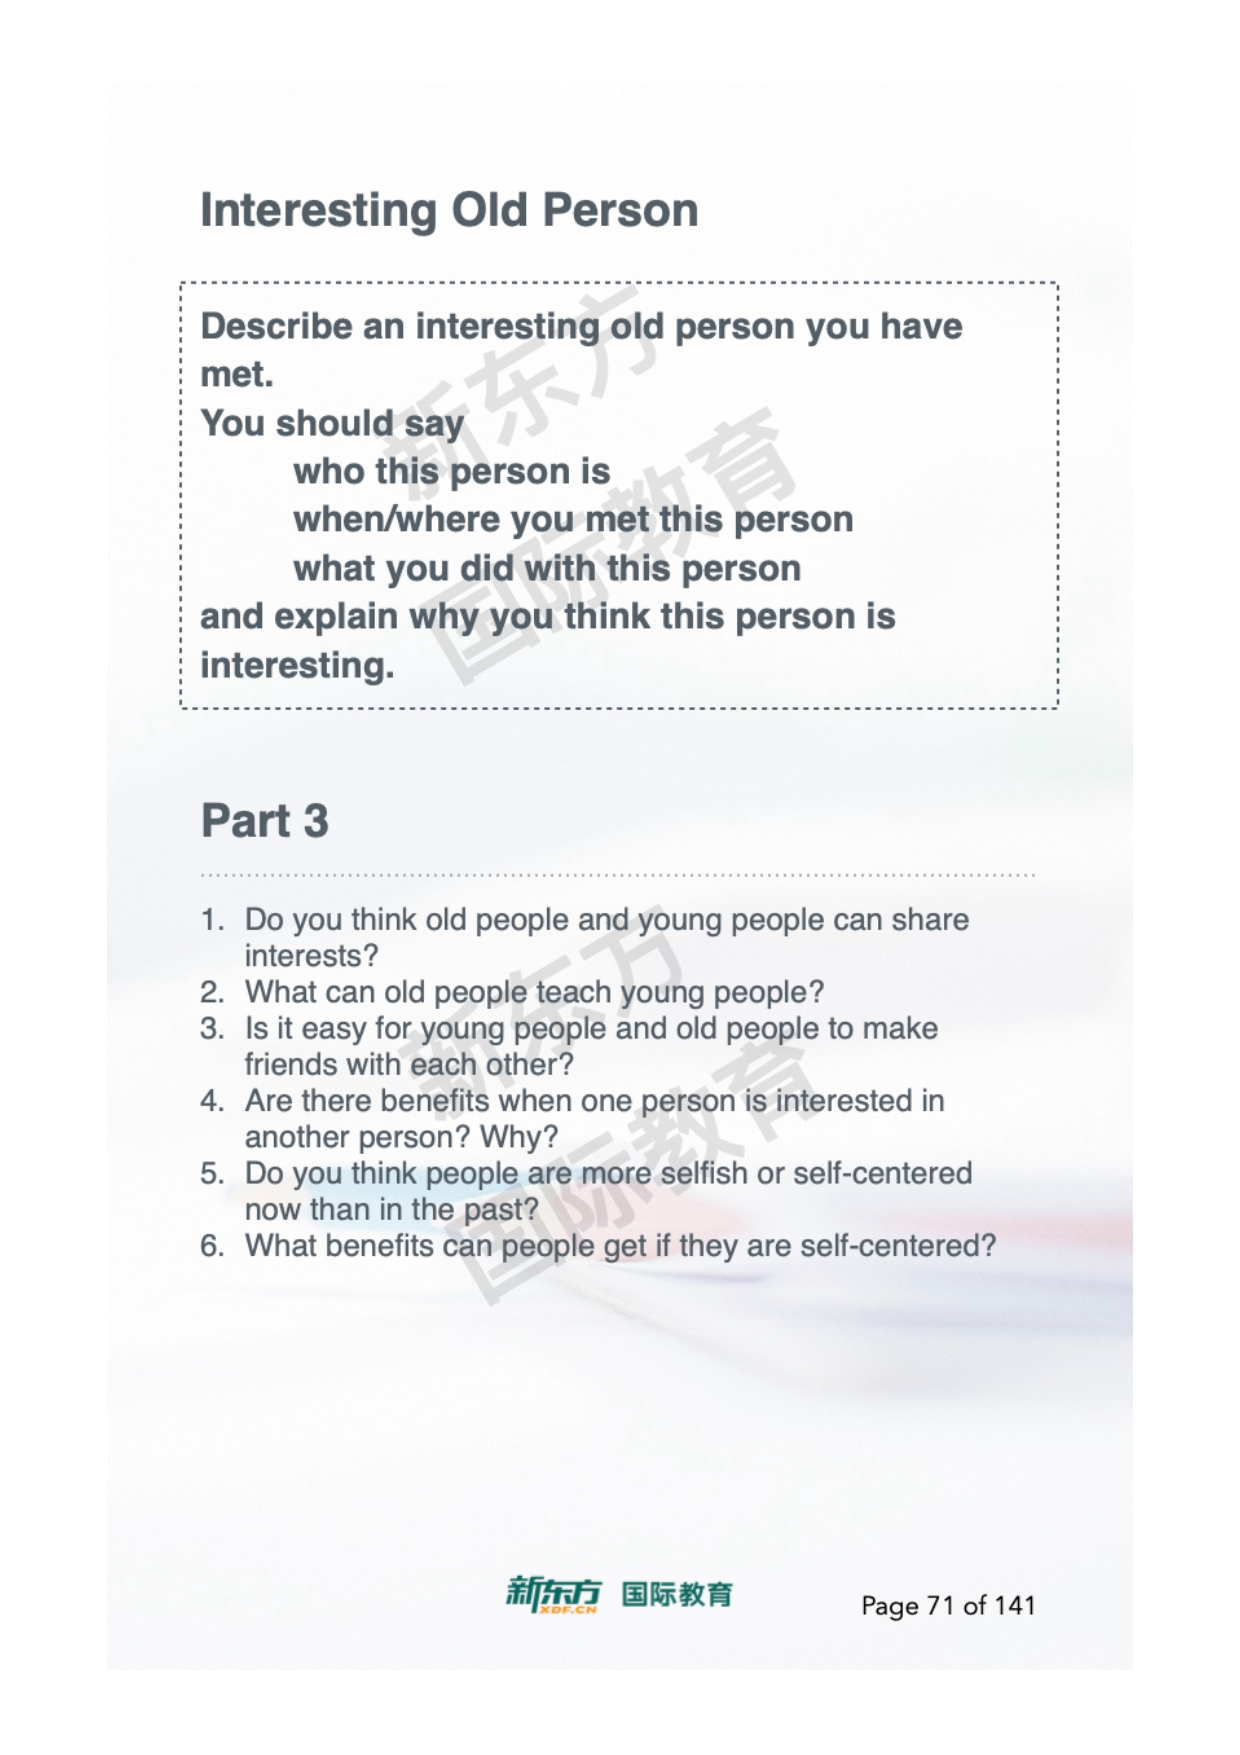 Interesting Old Person
Describe an interesting old person you have
met.
You should say
who this person is
when/where you met this person
what you did with this person
and explain why you think this person is
interesting.
新东方
国际教育
Part 3
1. Do you think old people and young people can share
interests?
2. What can old people teach young people?
3. Is it easy for young people and old people to make
friends with each other?
4. Are there benefits when one person is interested in
another person? Why?
5. Do you think people are more selfish or self-centered
now than in the past?
6. What benefits can people get if they are self-centered?
新东方
国际教育
新东方 国际教育
XDF.CN
Page 71 of 141